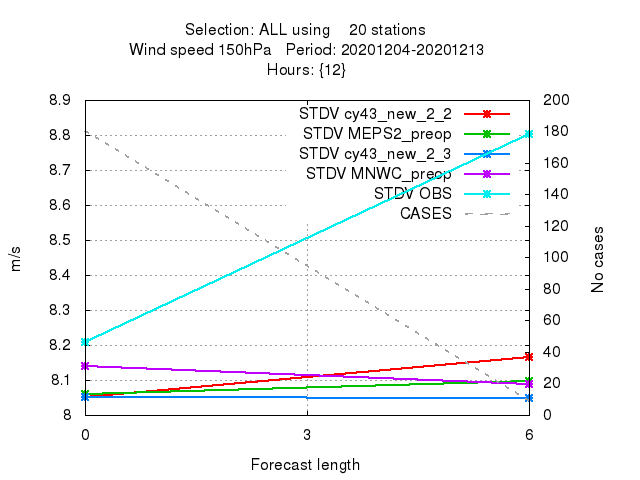 Selection: ALL using    20 stations
Wind speed 150hPa   Period: 20201204-20201213
Hours: {12}
STDV cy43_new_2_2
STDV MEPS2_preop
STDV cy43_new_2_3
STDV MNWC_preop
STDV OBS
CASES
m/s
8.9
8.8
8.7
8.6
8.5
8.4
8.3
8.2
8.1
8
200
180
160
140
120
100
80
60
40
20
0
No cases
0 3 6
Forecast length